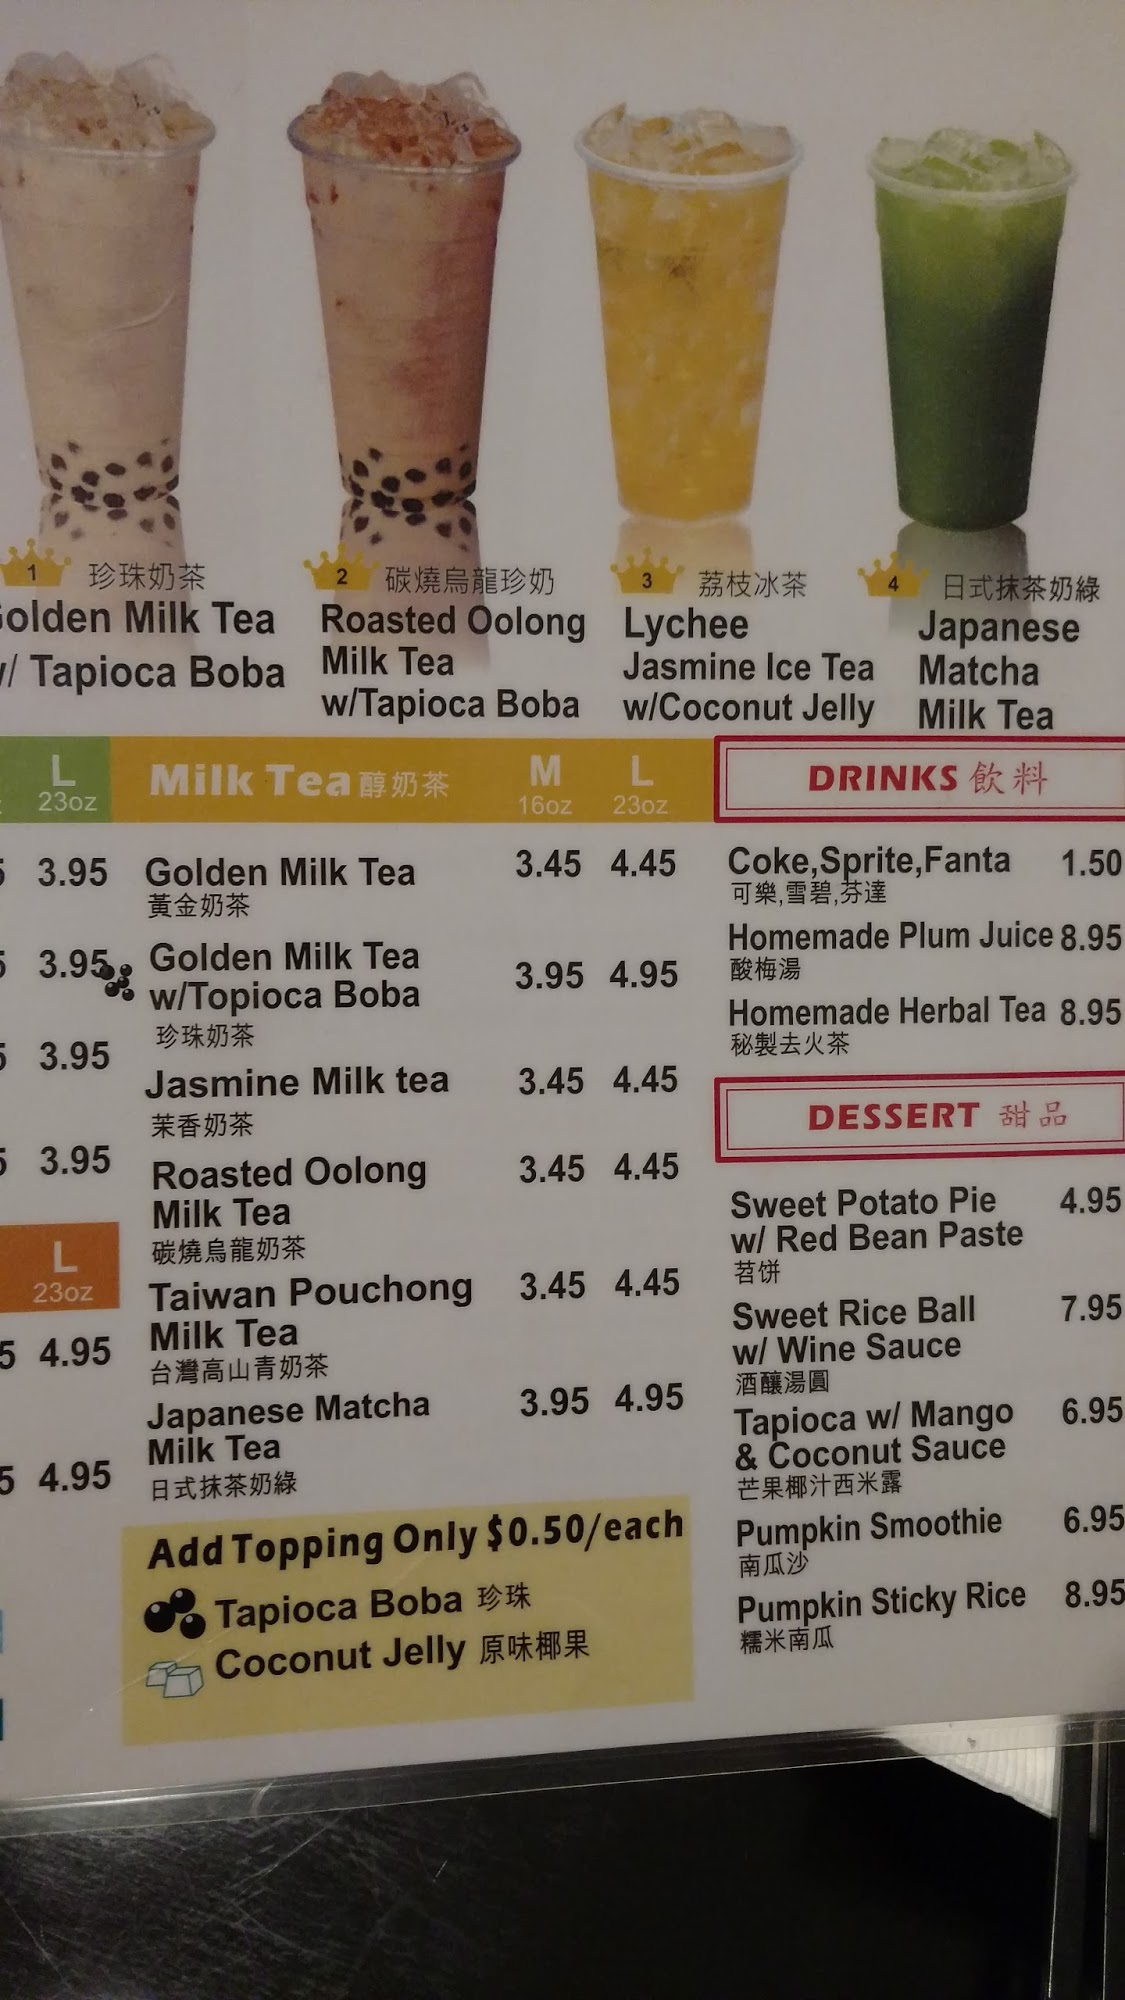 1 珍珠奶茶
Golden Milk Tea
w/ Tapioca Boba
2 碳燒烏龍珍奶
Roasted Oolong
Milk Tea
w/Tapioca Boba
3 荔枝冰茶
Lychee
Jasmine Ice Tea
w/Coconut Jelly
4 日式抹茶奶綠
Japanese
Matcha
Milk Tea
L
23oz
5 3.95
5 3.95
5 3.95
5 3.95
L
23oz
5 4.95
5 4.95
Milk Tea 醇奶茶 M L
16oz 23oz
Golden Milk Tea 3.45 4.45
黃金奶茶
Golden Milk Tea
w/Topioca Boba 3.95 4.95
珍珠奶茶
Jasmine Milk tea 3.45 4.45
茉香奶茶
Roasted Oolong 3.45 4.45
Milk Tea
碳燒烏龍奶茶
Taiwan Pouchong 3.45 4.45
Milk Tea
台灣高山青奶茶
Japanese Matcha 3.95 4.95
Milk Tea
日式抹茶奶綠
Add Topping Only $0.50/each
Tapioca Boba 珍珠
Coconut Jelly 原味椰果
DRINKS 飲料
Coke,Sprite,Fanta 1.50
可樂,雪碧,芬達
Homemade Plum Juice 8.95
酸梅湯
Homemade Herbal Tea 8.95
秘製去火茶
DESSERT 甜品
Sweet Potato Pie 4.95
w/ Red Bean Paste
苕饼
Sweet Rice Ball 7.95
w/ Wine Sauce
酒釀湯圓
Tapioca w/ Mango 6.95
& Coconut Sauce
芒果椰汁西米露
Pumpkin Smoothie 6.95
南瓜沙
Pumpkin Sticky Rice 8.95
糯米南瓜